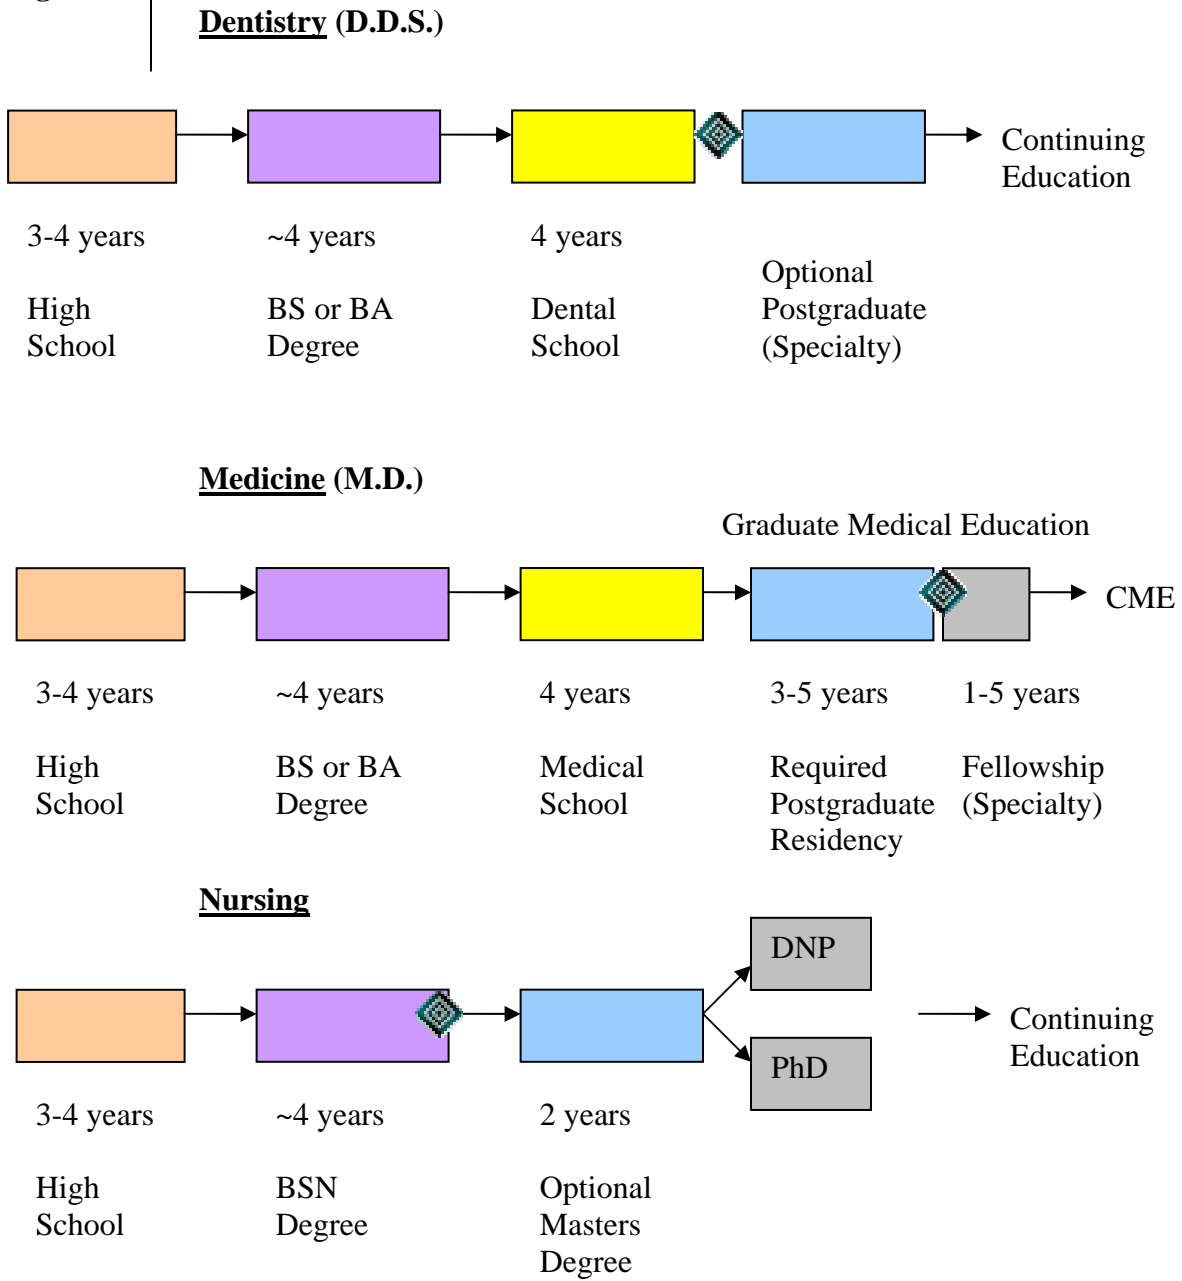 Dentistry (D.D.S.)
Continuing
Education
3-4 years
~4 years
4 years
High
School
BS or BA
Degree
Dental
School
Optional
Postgraduate
(Specialty)
Medicine (M.D.)
Graduate Medical Education
CME
3-4 years
~4 years
4 years
3-5 years
1-5 years
High
School
BS or BA
Degree
Medical
School
Required
Postgraduate
Residency
Fellowship
(Specialty)
Nursing
DNP
PhD
Continuing
Education
3-4 years
~4 years
2 years
High
School
BSN
Degree
Optional
Masters
Degree